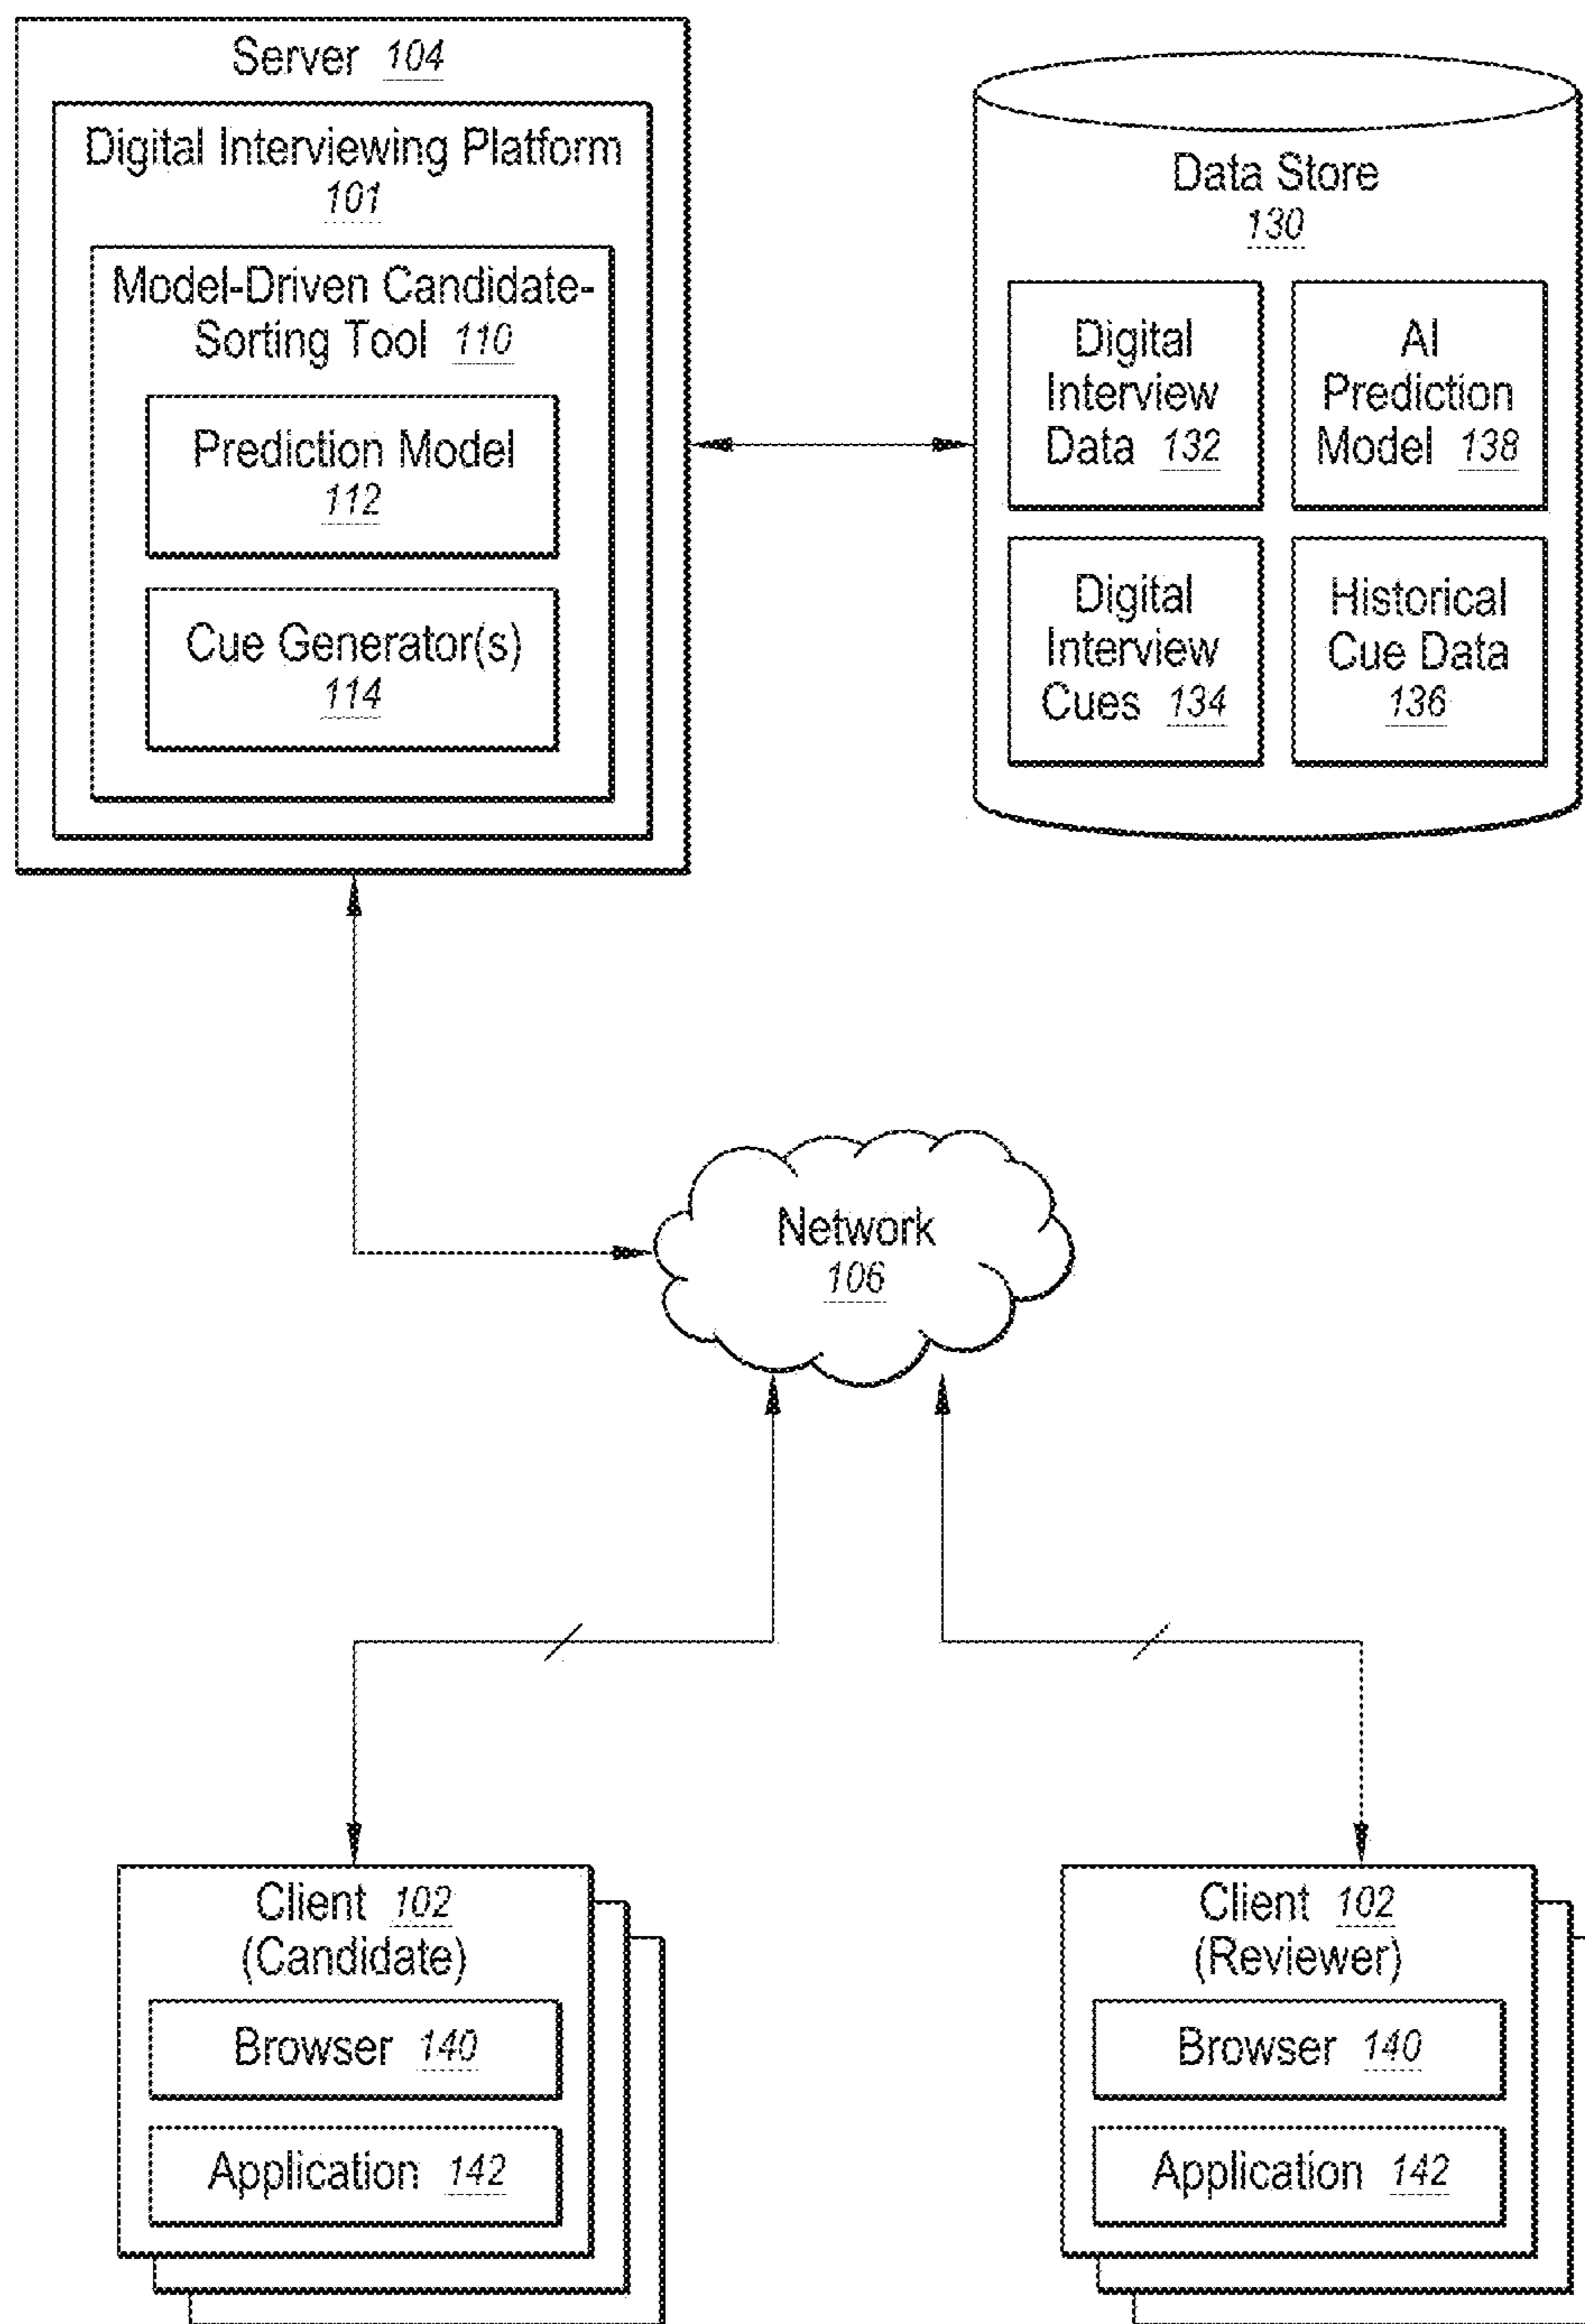 Server 104
Digital Interviewing Platform
101
Model-Driven Candidate-
Sorting Tool 110
Prediction Model
112
Cue Generator(s)
114
Data Store
130
Digital
Interview
Data 132
AI
Prediction
Model 138
Digital
Interview
Cues 134
Historical
Cue Data
136
Network
106
Client 102
(Candidate)
Browser 140
Application 142
Client 102
(Reviewer)
Browser 140
Application 142